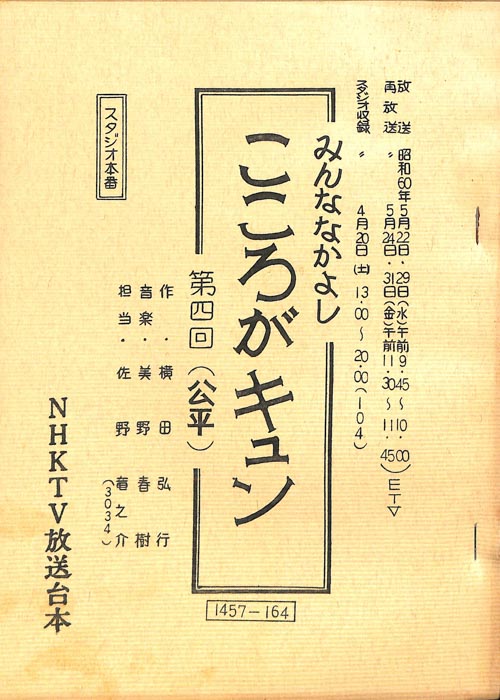 放送　昭和60年5月22日・29日(水)午前9・45～10・00
再放送　〃　5月24日・31日(金)午前11・30～11・45)ETV
スタジオ収録　〃　4月20日(土)13・00～20・00(104)
みんななかよし
こころがキュン
第四回(公平)
作・横田弘行
音楽・美野春樹
担当・佐野之介
(3034)
スタジオ本番
NHKTV放送台本
1457-164